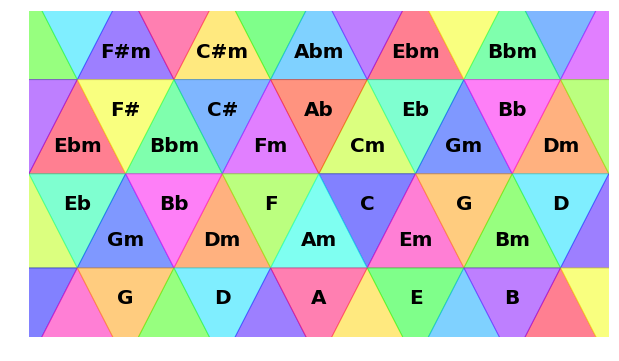 F#m C#m Abm Ebm Bbm
F# C# Ab Eb Bb
Ebm Bbm Fm Cm Gm Dm
Eb Bb F C G D
Gm Dm Am Em Bm
G D A E B